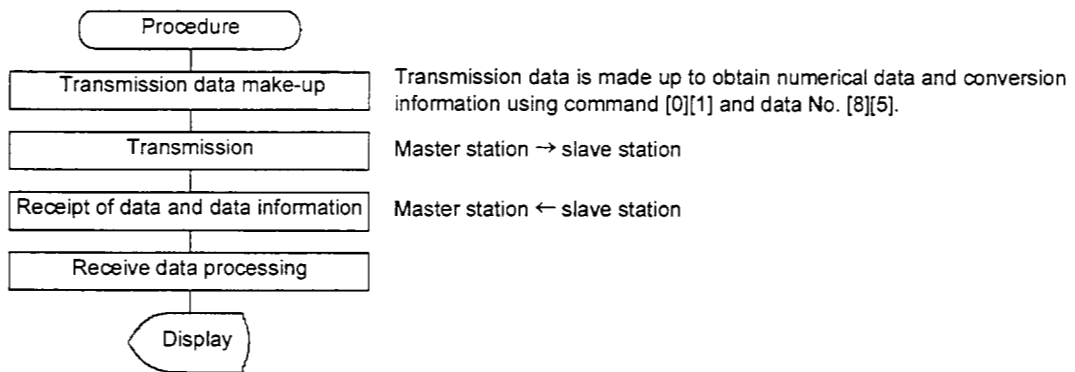 Procedure
Transmission data make-up
Transmission data is made up to obtain numerical data and conversion
information using command [0][1] and data No. [8][5].
Transmission
Master station → slave station
Receipt of data and data information
Master station ← slave station
Receive data processing
Display